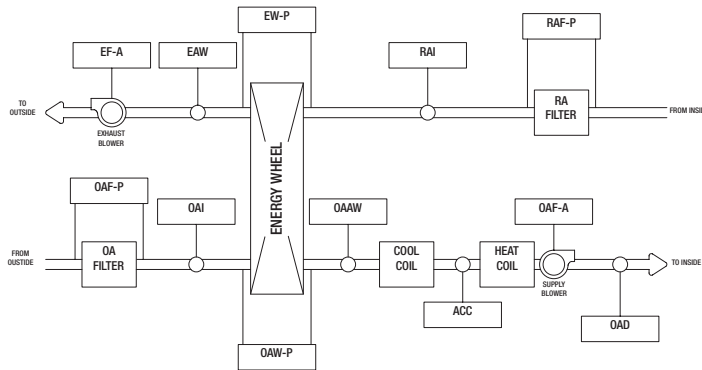 EW-P
RAF-P
EF-A
EAW
RAI
TO
OUTSIDE
EXHAUST
BLOWER
RA
FILTER
FROM INSI
ENERGY WHEEL
OAF-P
OAI
OAAW
OAF-A
FROM
OUSTIDE
OA
FILTER
COOL
COIL
HEAT
COIL
TO INSIDE
SUPPLY
BLOWER
ACC
OAD
OAW-P